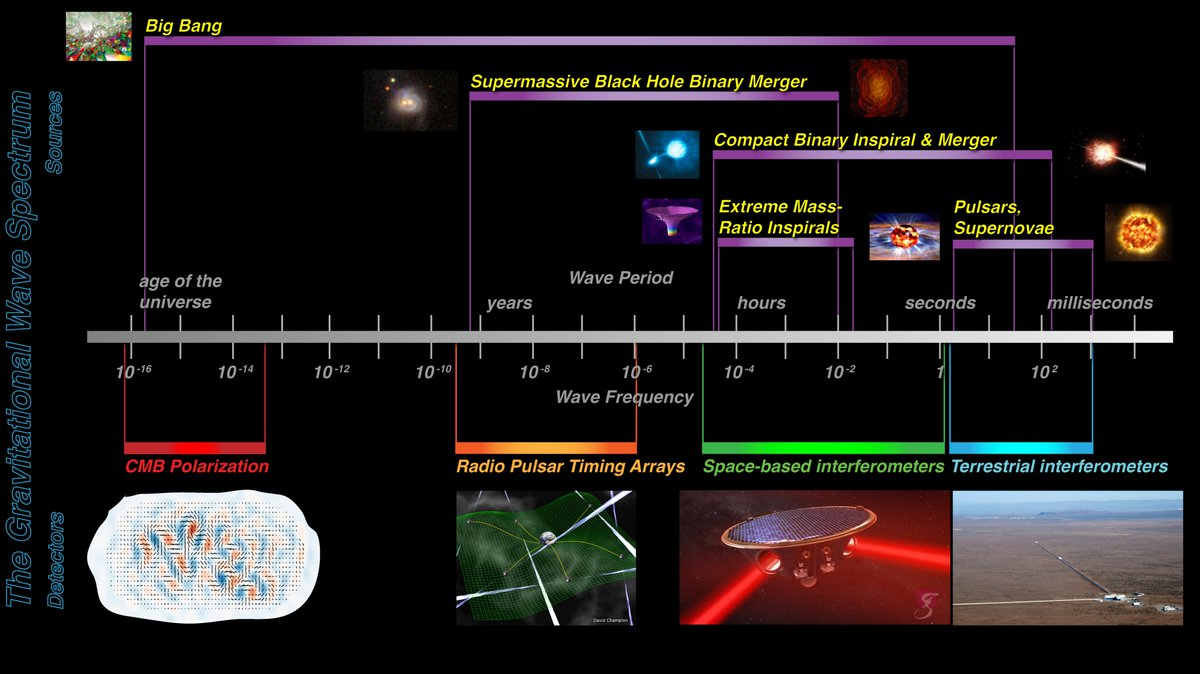 The Gravitational Wave Spectrum
Sources
Detectors
Big Bang
Supermassive Black Hole Binary Merger
Compact Binary Inspiral & Merger
Extreme Mass-
Ratio Inspirals
Pulsars,
Supernovae
Wave Period
age of the
universe
years
hours
seconds
milliseconds
10-16
10-14
10-12
10-10
10-8
10-6
10-4
10-2
1
102
Wave Frequency
CMB Polarization
Radio Pulsar Timing Arrays
Space-based interferometers
Terrestrial interferometers
David Champion